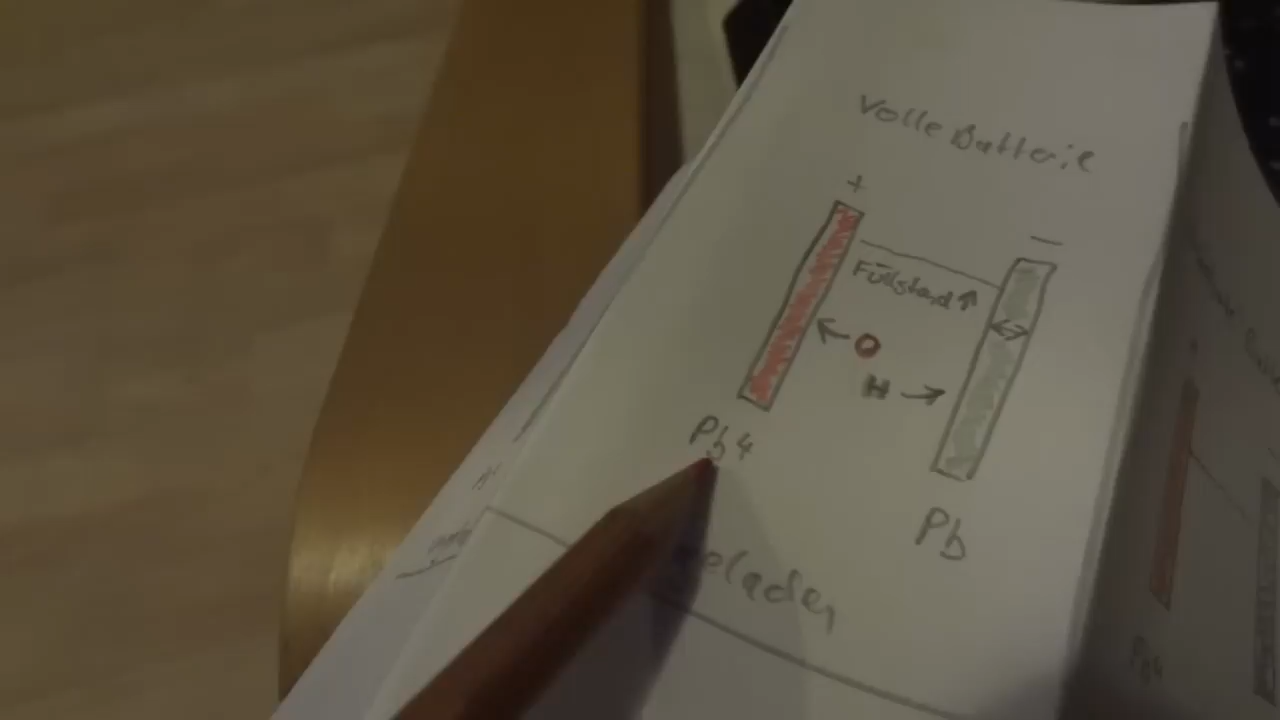 Volle Batterie
+
—
Füllstand ↑
← O
H →
Pb4
Pb